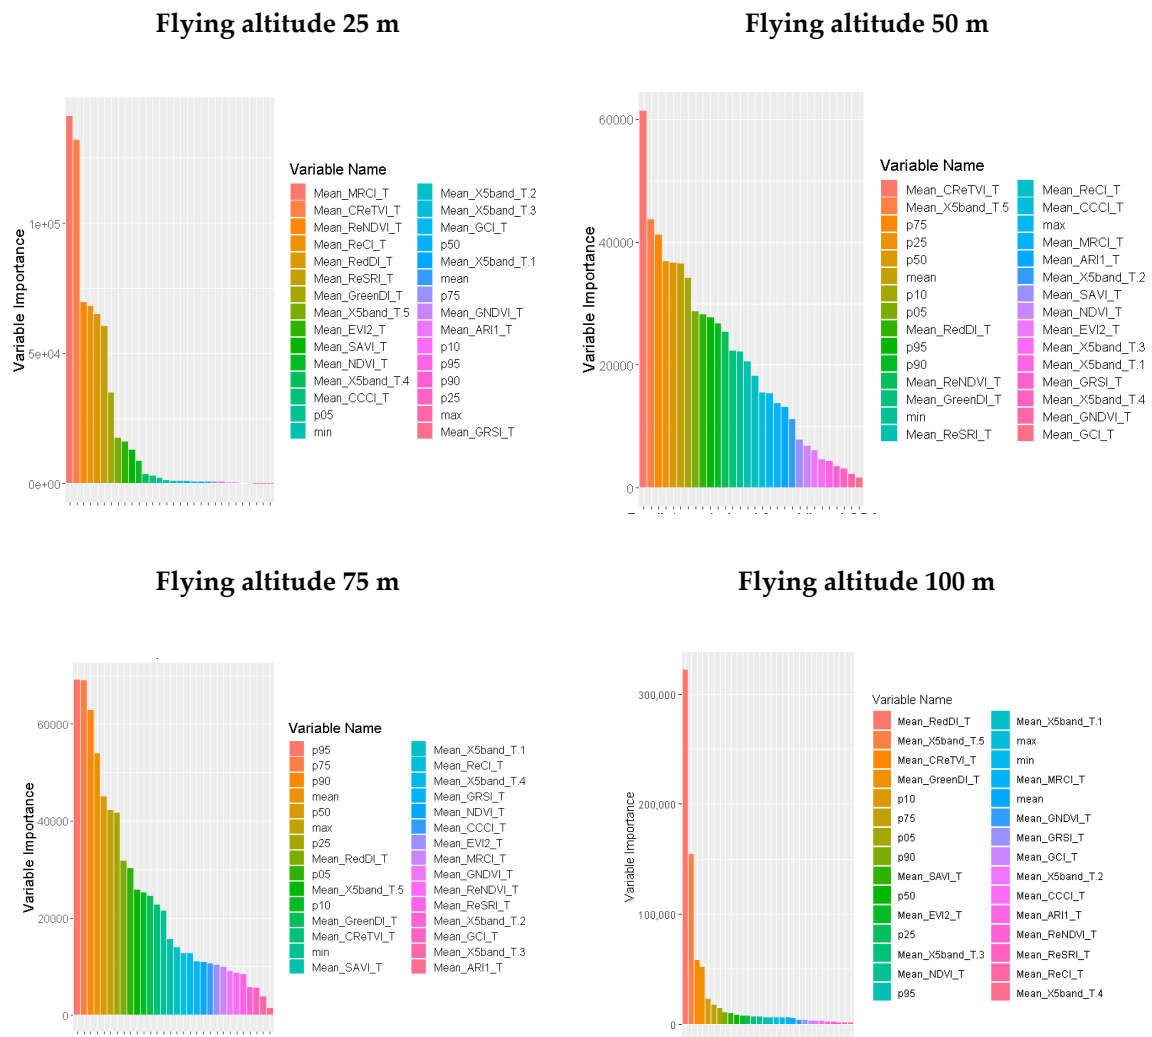 Flying altitude 25 m
1e+05
5e+04
0e+00
Variable Importance
Variable Name
Mean_MRCI_T
Mean_CReTVI_T
Mean_ReNDVI_T
Mean_ReCI_T
Mean_RedDI_T
Mean_ReSRI_T
Mean_GreenDI_T
Mean_X5band_T.5
Mean_EVI2_T
Mean_SAVI_T
Mean_NDVI_T
Mean_X5band_T.4
Mean_CCCI_T
p05
min
Mean_X5band_T.2
Mean_X5band_T.3
Mean_GCI_T
p50
Mean_X5band_T.1
mean
p75
Mean_GNDVI_T
Mean_ARI1_T
p10
p95
p90
p25
max
Mean_GRSI_T
Flying altitude 50 m
60000
40000
20000
0
Variable Importance
Variable Name
Mean_CReTVI_T
Mean_X5band_T.5
p75
p25
p50
mean
p10
p05
Mean_RedDI_T
p95
p90
Mean_ReNDVI_T
Mean_GreenDI_T
min
Mean_ReSRI_T
Mean_ReCI_T
Mean_CCCI_T
max
Mean_MRCI_T
Mean_ARI1_T
Mean_X5band_T.2
Mean_SAVI_T
Mean_NDVI_T
Mean_EVI2_T
Mean_X5band_T.3
Mean_X5band_T.1
Mean_GRSI_T
Mean_X5band_T.4
Mean_GNDVI_T
Mean_GCI_T
Flying altitude 75 m
60000
40000
20000
0
Variable Importance
Variable Name
p95
p75
p90
mean
p50
max
p25
Mean_RedDI_T
p05
Mean_X5band_T.5
p10
Mean_GreenDI_T
Mean_CReTVI_T
min
Mean_SAVI_T
Mean_X5band_T.1
Mean_ReCI_T
Mean_X5band_T.4
Mean_GRSI_T
Mean_NDVI_T
Mean_CCCI_T
Mean_EVI2_T
Mean_MRCI_T
Mean_GNDVI_T
Mean_ReNDVI_T
Mean_ReSRI_T
Mean_X5band_T.2
Mean_GCI_T
Mean_X5band_T.3
Mean_ARI1_T
Flying altitude 100 m
300,000
200,000
100,000
0
Variable Importance
Variable Name
Mean_RedDI_T
Mean_X5band_T.5
Mean_CReTVI_T
Mean_GreenDI_T
p10
p75
p05
p90
Mean_SAVI_T
p50
Mean_EVI2_T
p25
Mean_X5band_T.3
Mean_NDVI_T
p95
Mean_X5band_T.1
max
min
Mean_MRCI_T
mean
Mean_GNDVI_T
Mean_GRSI_T
Mean_GCI_T
Mean_X5band_T.2
Mean_CCCI_T
Mean_ARI1_T
Mean_ReNDVI_T
Mean_ReSRI_T
Mean_ReCI_T
Mean_X5band_T.4